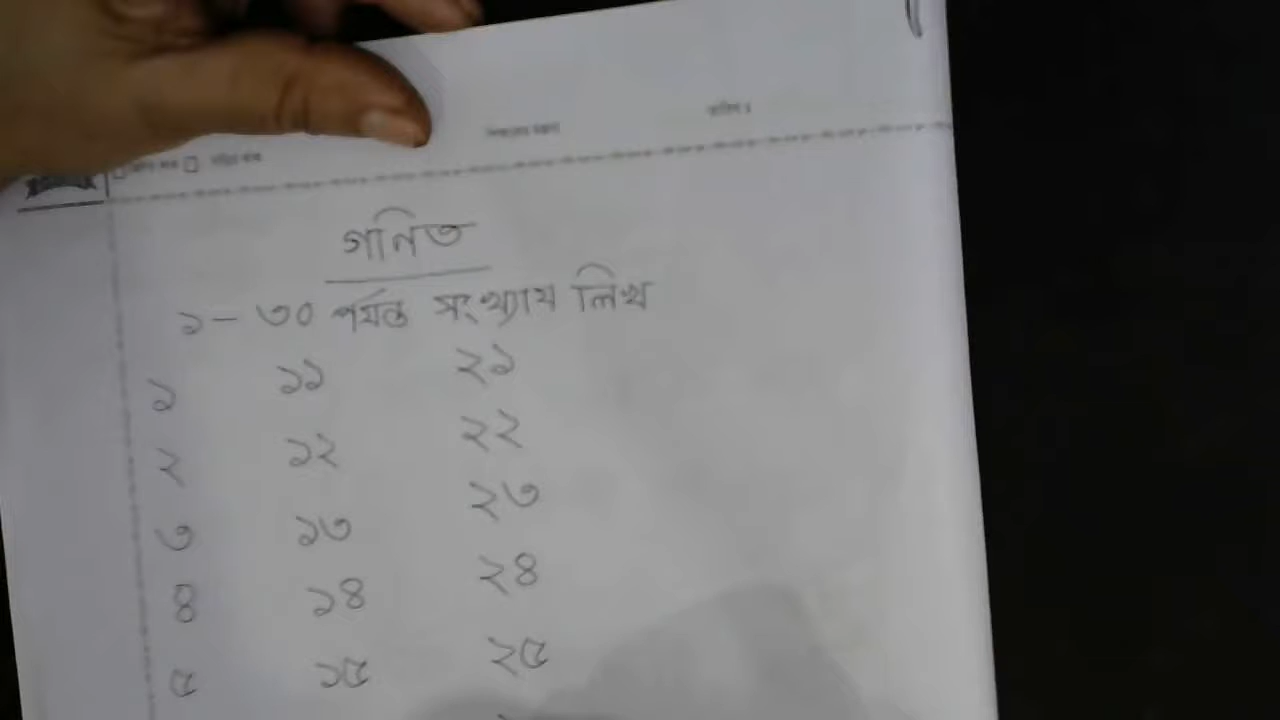 গনিত
১– ৩০ পর্যন্ত সংখ্যায লিখ
১ ১১ ২১
২ ১২ ২২
৩ ১৩ ২৩
৪ ১৪ ২৪
৫ ১৫ ২৫